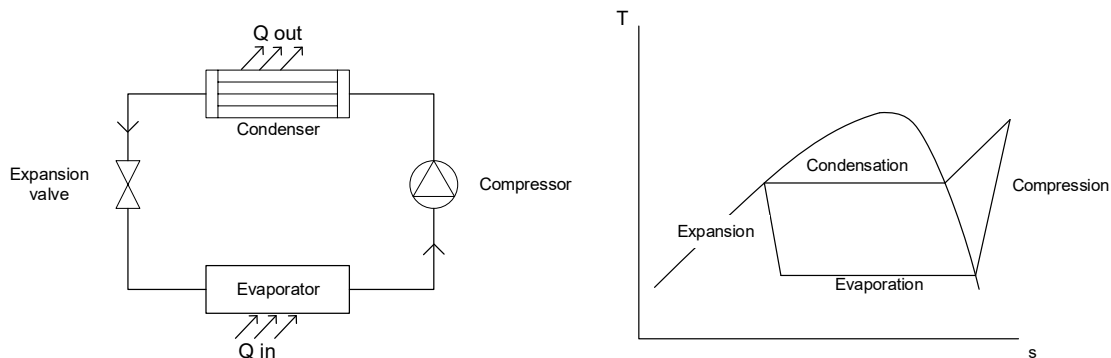 Q out
Condenser
Expansion
valve
Compressor
Evaporator
Q in
T
Condensation
Compression
Expansion
Evaporation
s